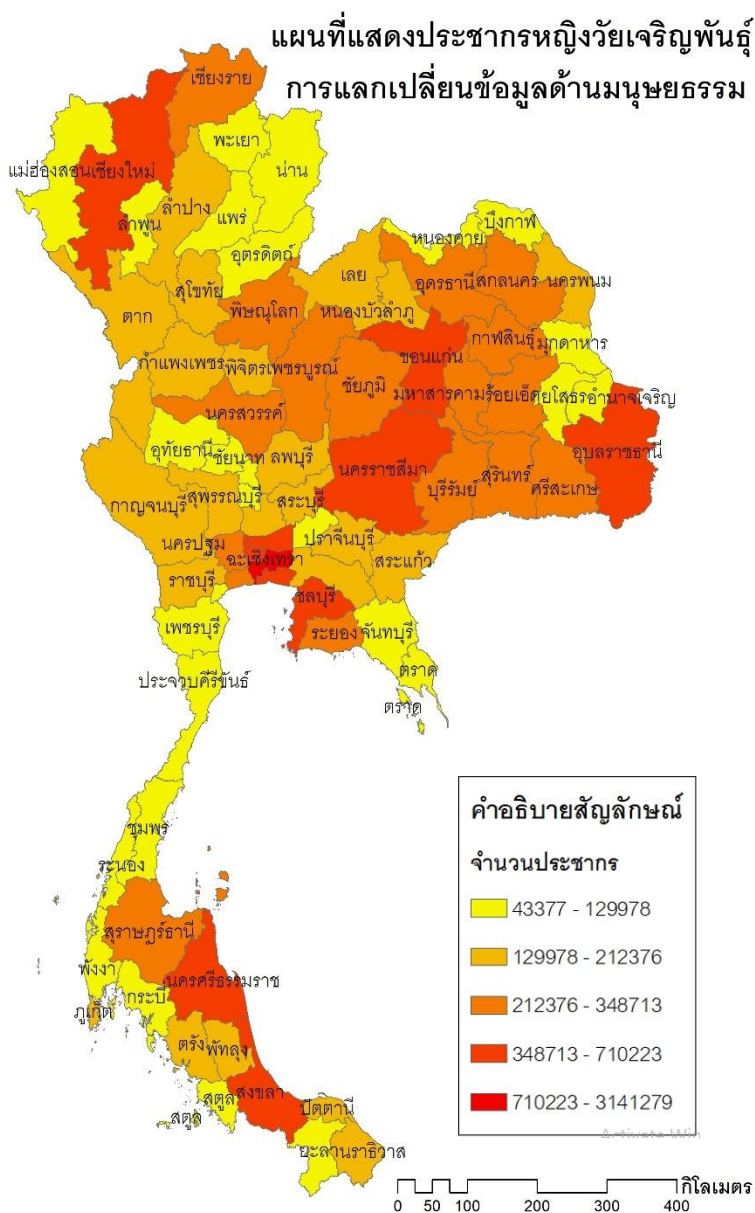 แผนที่แสดงประชากรหญิงวัยเจริญพันธุ์
การแลกเปลี่ยนข้อมูลด้านมนุษยธรรม
เชียงราย
พะเยา
แม่ฮ่องสอน
เชียงใหม่
น่าน
ลำปาง
แพร่
ลำพูน
อุตรดิตถ์
บึงกาฬ
หนองคาย
เลย
อุดรธานี
สกลนคร
นครพนม
สุโขทัย
ตาก
พิษณุโลก
หนองบัวลำภู
กำแพงเพชร
พิจิตร
เพชรบูรณ์
ขอนแก่น
กาฬสินธุ์
มุกดาหาร
ชัยภูมิ
มหาสารคาม
ร้อยเอ็ด
ยโสธร
อำนาจเจริญ
นครสวรรค์
อุทัยธานี
ชัยนาท
ลพบุรี
นครราชสีมา
อุบลราชธานี
บุรีรัมย์
สุรินทร์
ศรีสะเกษ
กาญจนบุรี
สุพรรณบุรี
สระบุรี
ปราจีนบุรี
นครปฐม
ฉะเชิงเทรา
สระแก้ว
ราชบุรี
ชลบุรี
เพชรบุรี
ระยอง
จันทบุรี
ตราด
ตราด
ประจวบคีรีขันธ์
ชุมพร
ระนอง
สุราษฎร์ธานี
พังงา
นครศรีธรรมราช
กระบี่
ภูเก็ต
ตรัง
พัทลุง
สตูล
สตูล
สงขลา
ปัตตานี
ยะลา
นราธิวาส
คำอธิบายสัญลักษณ์
จำนวนประชากร
43377 - 129978
129978 - 212376
212376 - 348713
348713 - 710223
710223 - 3141279
Activate Win
กิโลเมตร
0 25 50 100 200 300 400